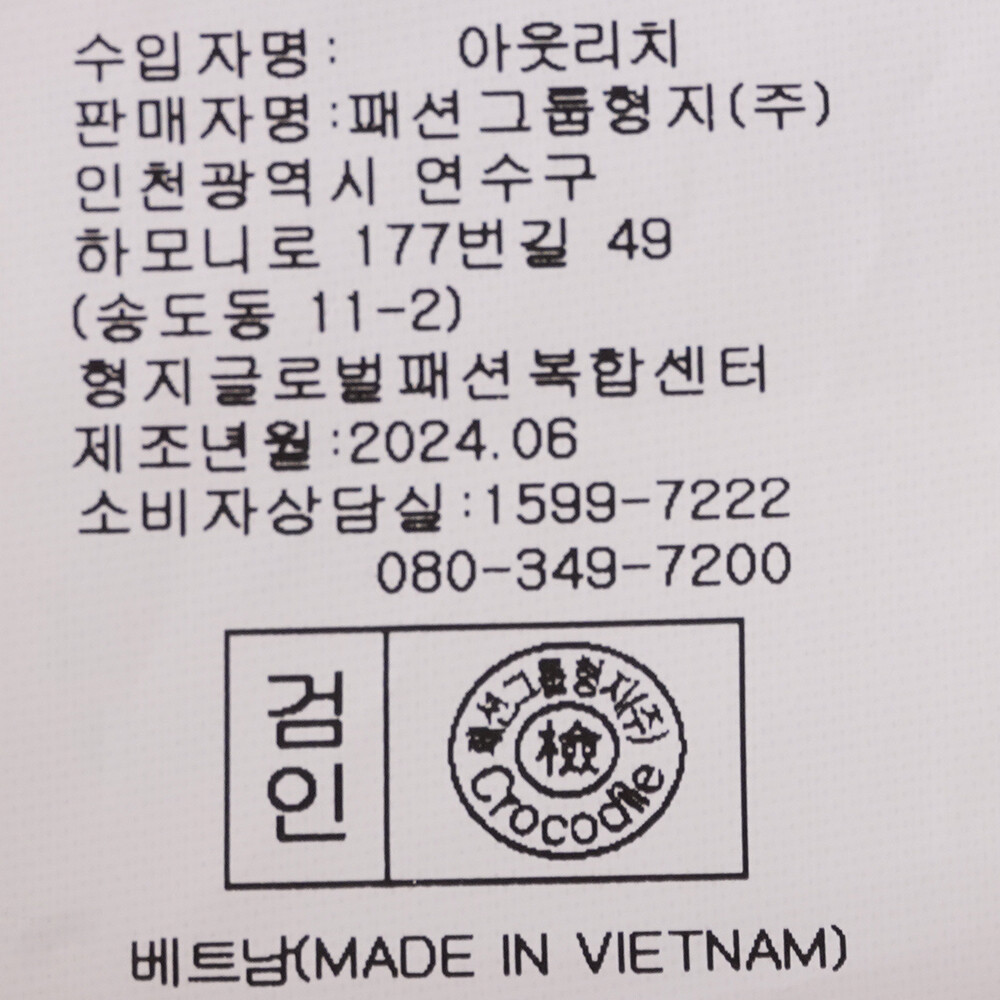 수입자명: 아웃리치
판매자명:패션그룹형지(주)
인천광역시 연수구
하모니로 177번길 49
(송도동 11-2)
형지글로벌패션복합센터
제조년월:2024.06
소비자상담실:1599-7222
080-349-7200
검인
패션그룹형지(주)
檢
Crocodile
베트남(MADE IN VIETNAM)